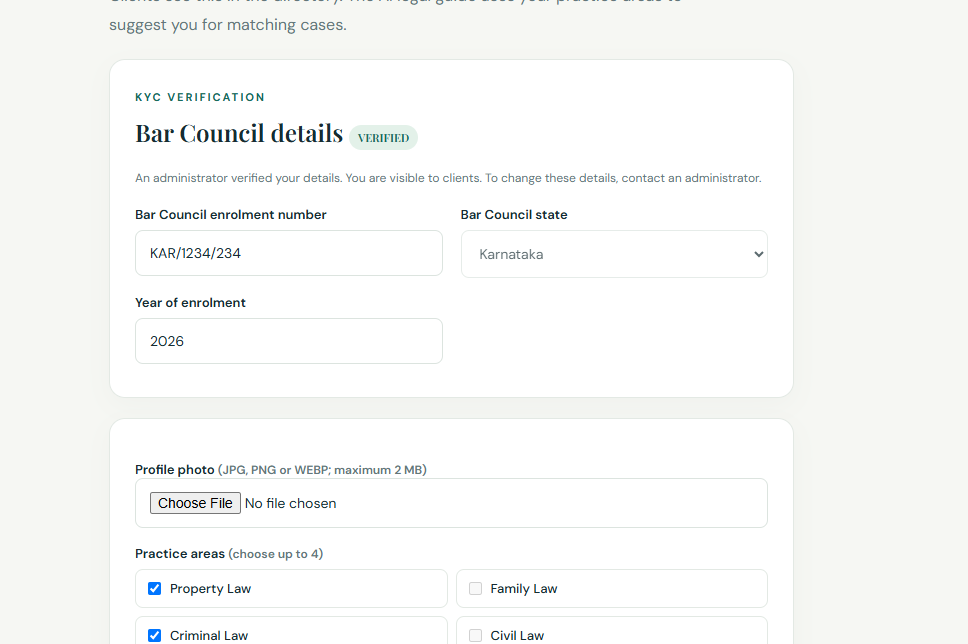 suggest you for matching cases.
KYC VERIFICATION
Bar Council details VERIFIED
An administrator verified your details. You are visible to clients. To change these details, contact an administrator.
Bar Council enrolment number
Bar Council state
KAR/1234/234
Karnataka
Year of enrolment
2026
Profile photo (JPG, PNG or WEBP; maximum 2 MB)
Choose File No file chosen
Practice areas (choose up to 4)
Property Law
Family Law
Criminal Law
Civil Law